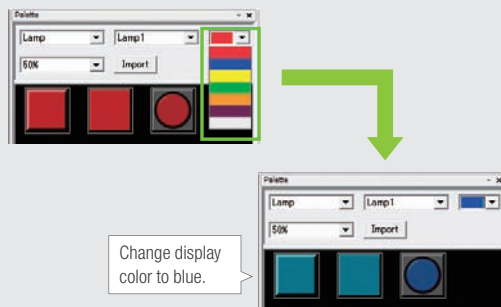 Palette
Lamp Lamp1
50% Import
Palette
Lamp Lamp1
50% Import
Change display
color to blue.